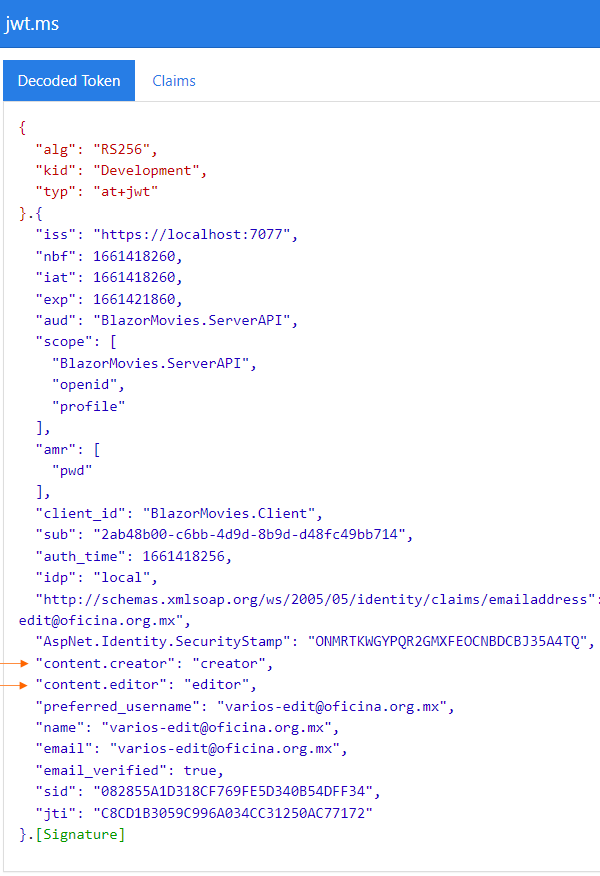 jwt.ms
Decoded Token Claims
{
"alg": "RS256",
"kid": "Development",
"typ": "at+jwt"
}.{
"iss": "https://localhost:7077",
"nbf": 1661418260,
"iat": 1661418260,
"exp": 1661421860,
"aud": "BlazorMovies.ServerAPI",
"scope": [
"BlazorMovies.ServerAPI",
"openid",
"profile"
],
"amr": [
"pwd"
],
"client_id": "BlazorMovies.Client",
"sub": "2ab48b00-c6bb-4d9d-8b9d-d48fc49bb714",
"auth_time": 1661418256,
"idp": "local",
"http://schemas.xmlsoap.org/ws/2005/05/identity/claims/emailaddress":
edit@oficina.org.mx",
"AspNet.Identity.SecurityStamp": "ONMRTKWGYPQR2GMXFEOCNBDCBJ35A4TQ",
"content.creator": "creator",
"content.editor": "editor",
"preferred_username": "varios-edit@oficina.org.mx",
"name": "varios-edit@oficina.org.mx",
"email": "varios-edit@oficina.org.mx",
"email_verified": true,
"sid": "082855A1D318CF769FE5D340B54DFF34",
"jti": "C8CD1B3059C996A034CC31250AC77172"
}.[Signature]